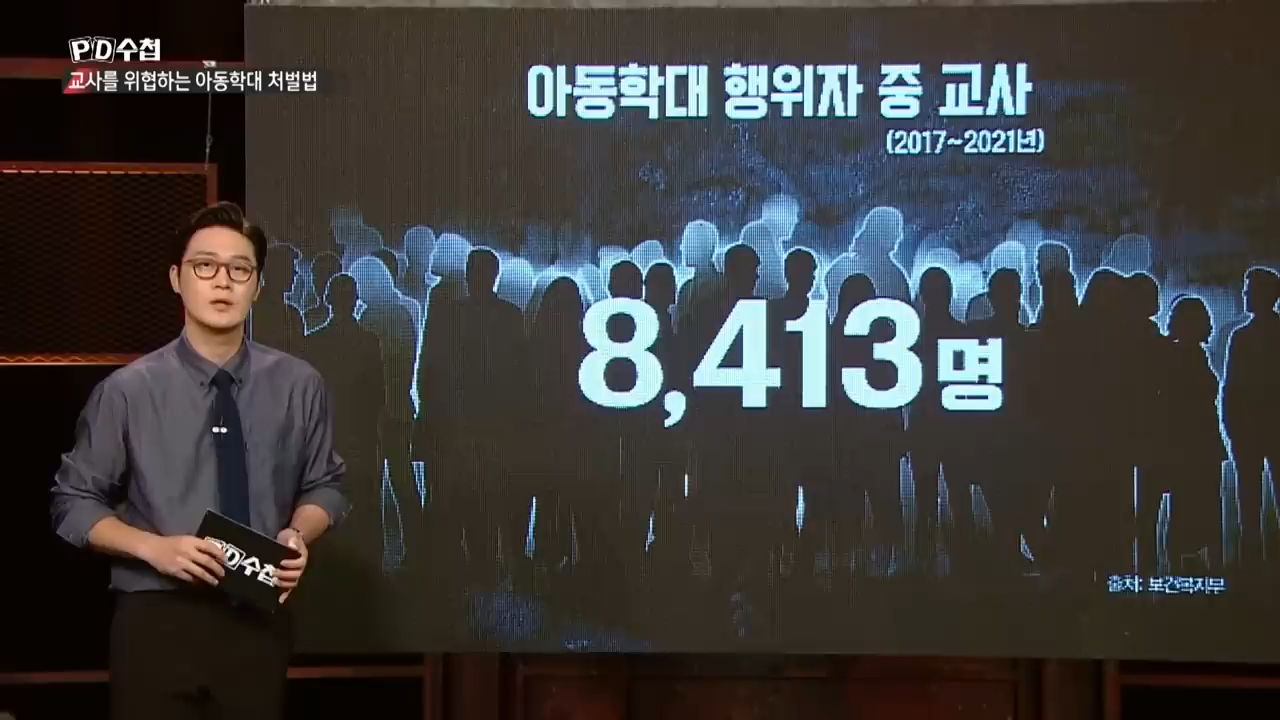 PD수첩
교사를 위협하는 아동학대 처벌법
아동학대 행위자 중 교사
(2017~2021년)
8,413명
PD수첩
출처: 보건복지부